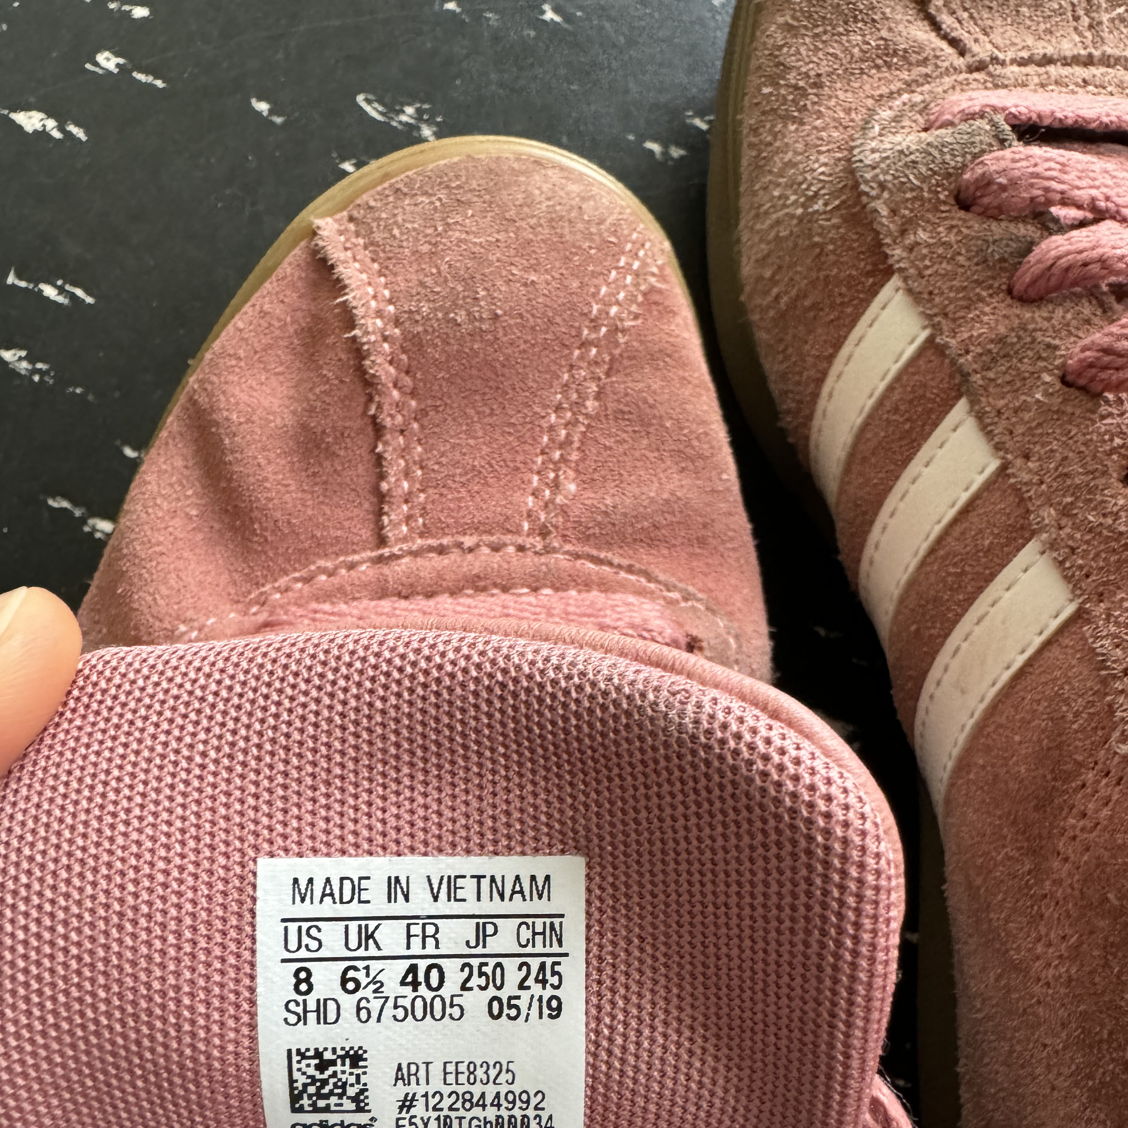 MADE IN VIETNAM
US UK FR JP CHN
8 6½ 40 250 245
SHD 675005 05/19
ART EE8325
#122844992
adidas